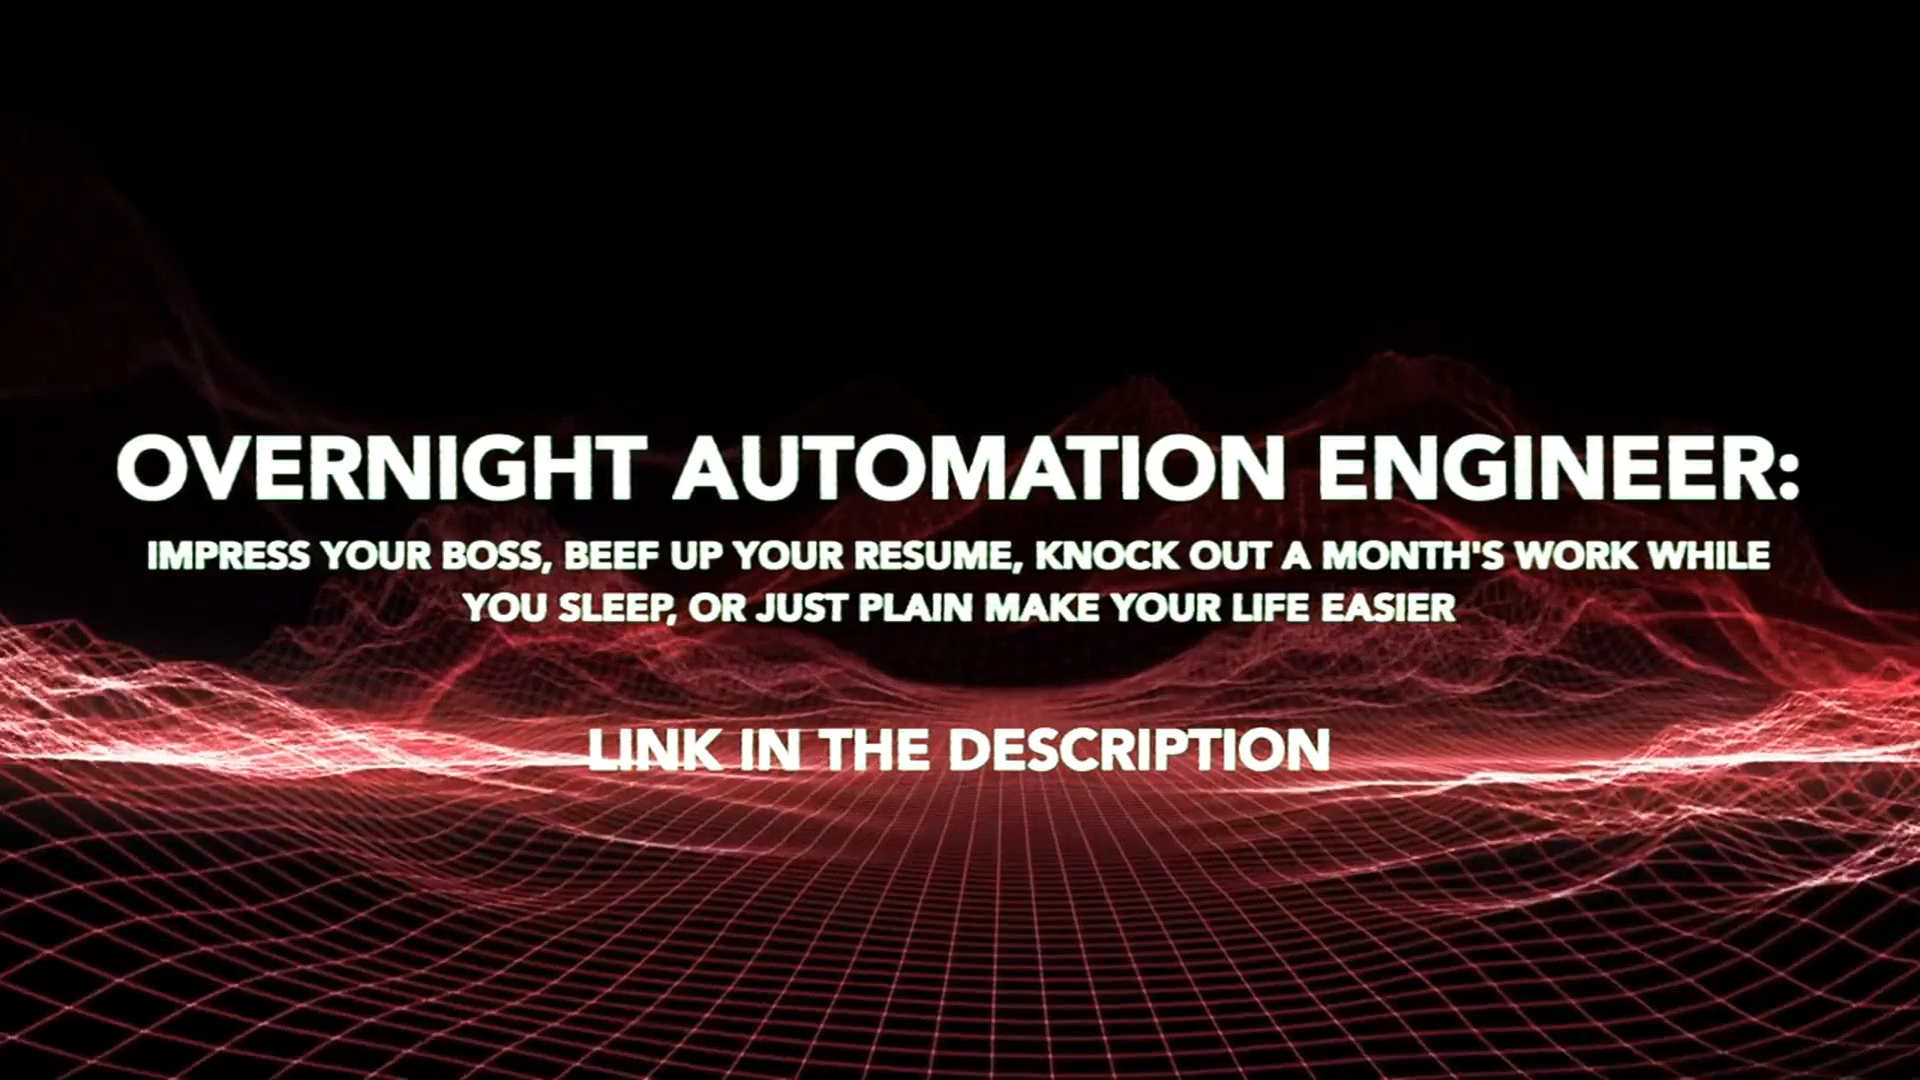 OVERNIGHT AUTOMATION ENGINEER:
IMPRESS YOUR BOSS, BEEF UP YOUR RESUME, KNOCK OUT A MONTH'S WORK WHILE
YOU SLEEP, OR JUST PLAIN MAKE YOUR LIFE EASIER
LINK IN THE DESCRIPTION